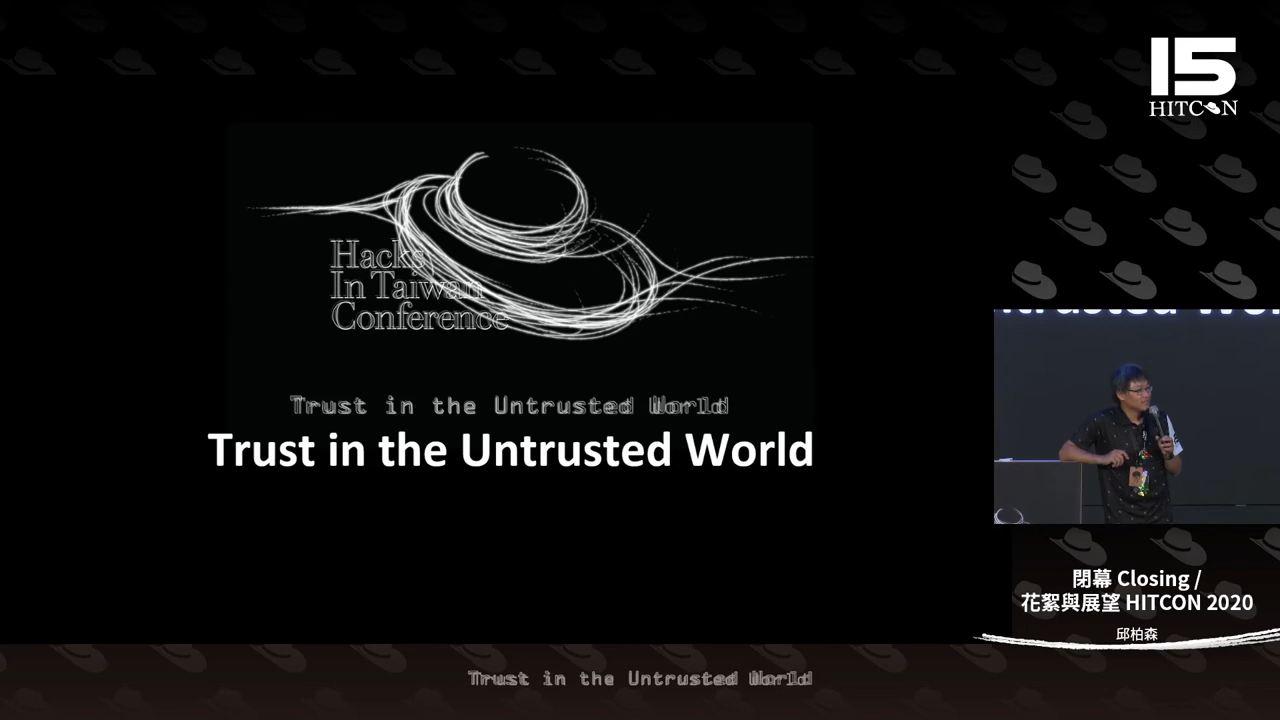 15
HITCON
Hacks
In Taiwan
Conference
Trust in the Untrusted World
Trust in the Untrusted World
閉幕 Closing /
花絮與展望 HITCON 2020
邱柏森
Trust in the Untrusted World